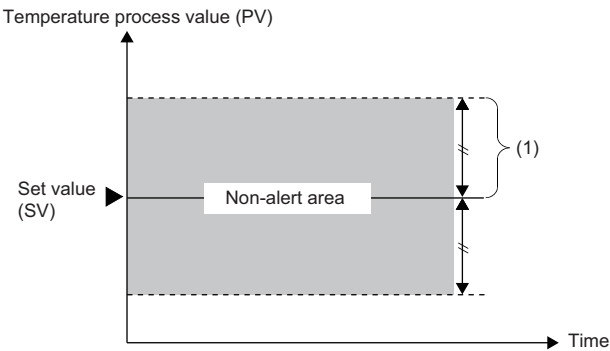 Temperature process value (PV)
(1)
Set value
(SV)
Non-alert area
Time